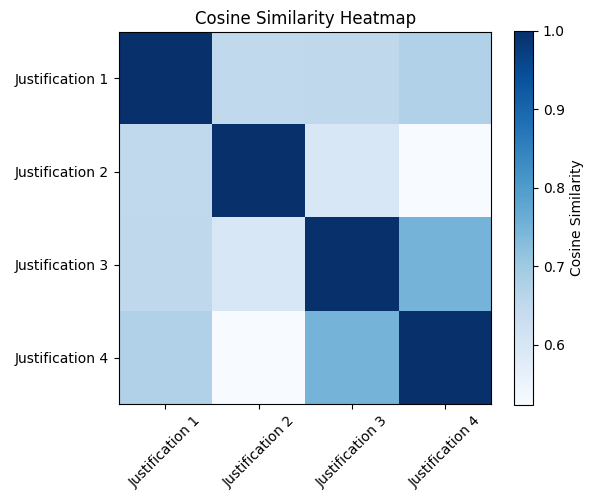 Cosine Similarity Heatmap
Justification 1
Justification 2
Justification 3
Justification 4
Justification 1
Justification 2
Justification 3
Justification 4
1.0
0.9
0.8
0.7
0.6
Cosine Similarity